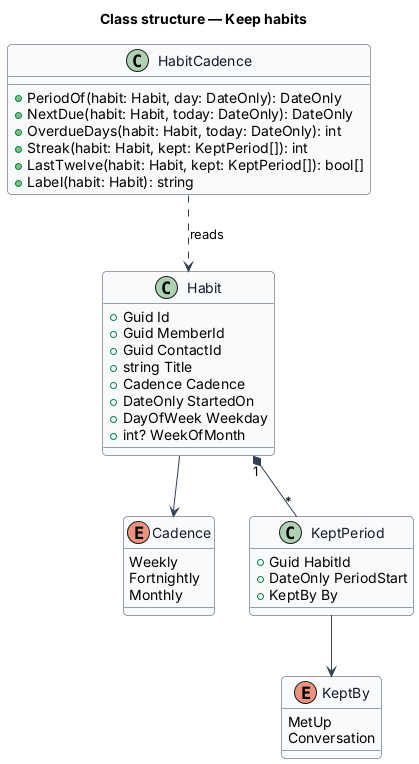 Class structure — Keep habits
C HabitCadence
PeriodOf(habit: Habit, day: DateOnly): DateOnly
NextDue(habit: Habit, today: DateOnly): DateOnly
OverdueDays(habit: Habit, today: DateOnly): int
Streak(habit: Habit, kept: KeptPeriod[]): int
LastTwelve(habit: Habit, kept: KeptPeriod[]): bool[]
Label(habit: Habit): string
reads
C Habit
Guid Id
Guid MemberId
Guid ContactId
string Title
Cadence Cadence
DateOnly StartedOn
DayOfWeek Weekday
int? WeekOfMonth
1
*
E Cadence
Weekly
Fortnightly
Monthly
C KeptPeriod
Guid HabitId
DateOnly PeriodStart
KeptBy By
E KeptBy
MetUp
Conversation